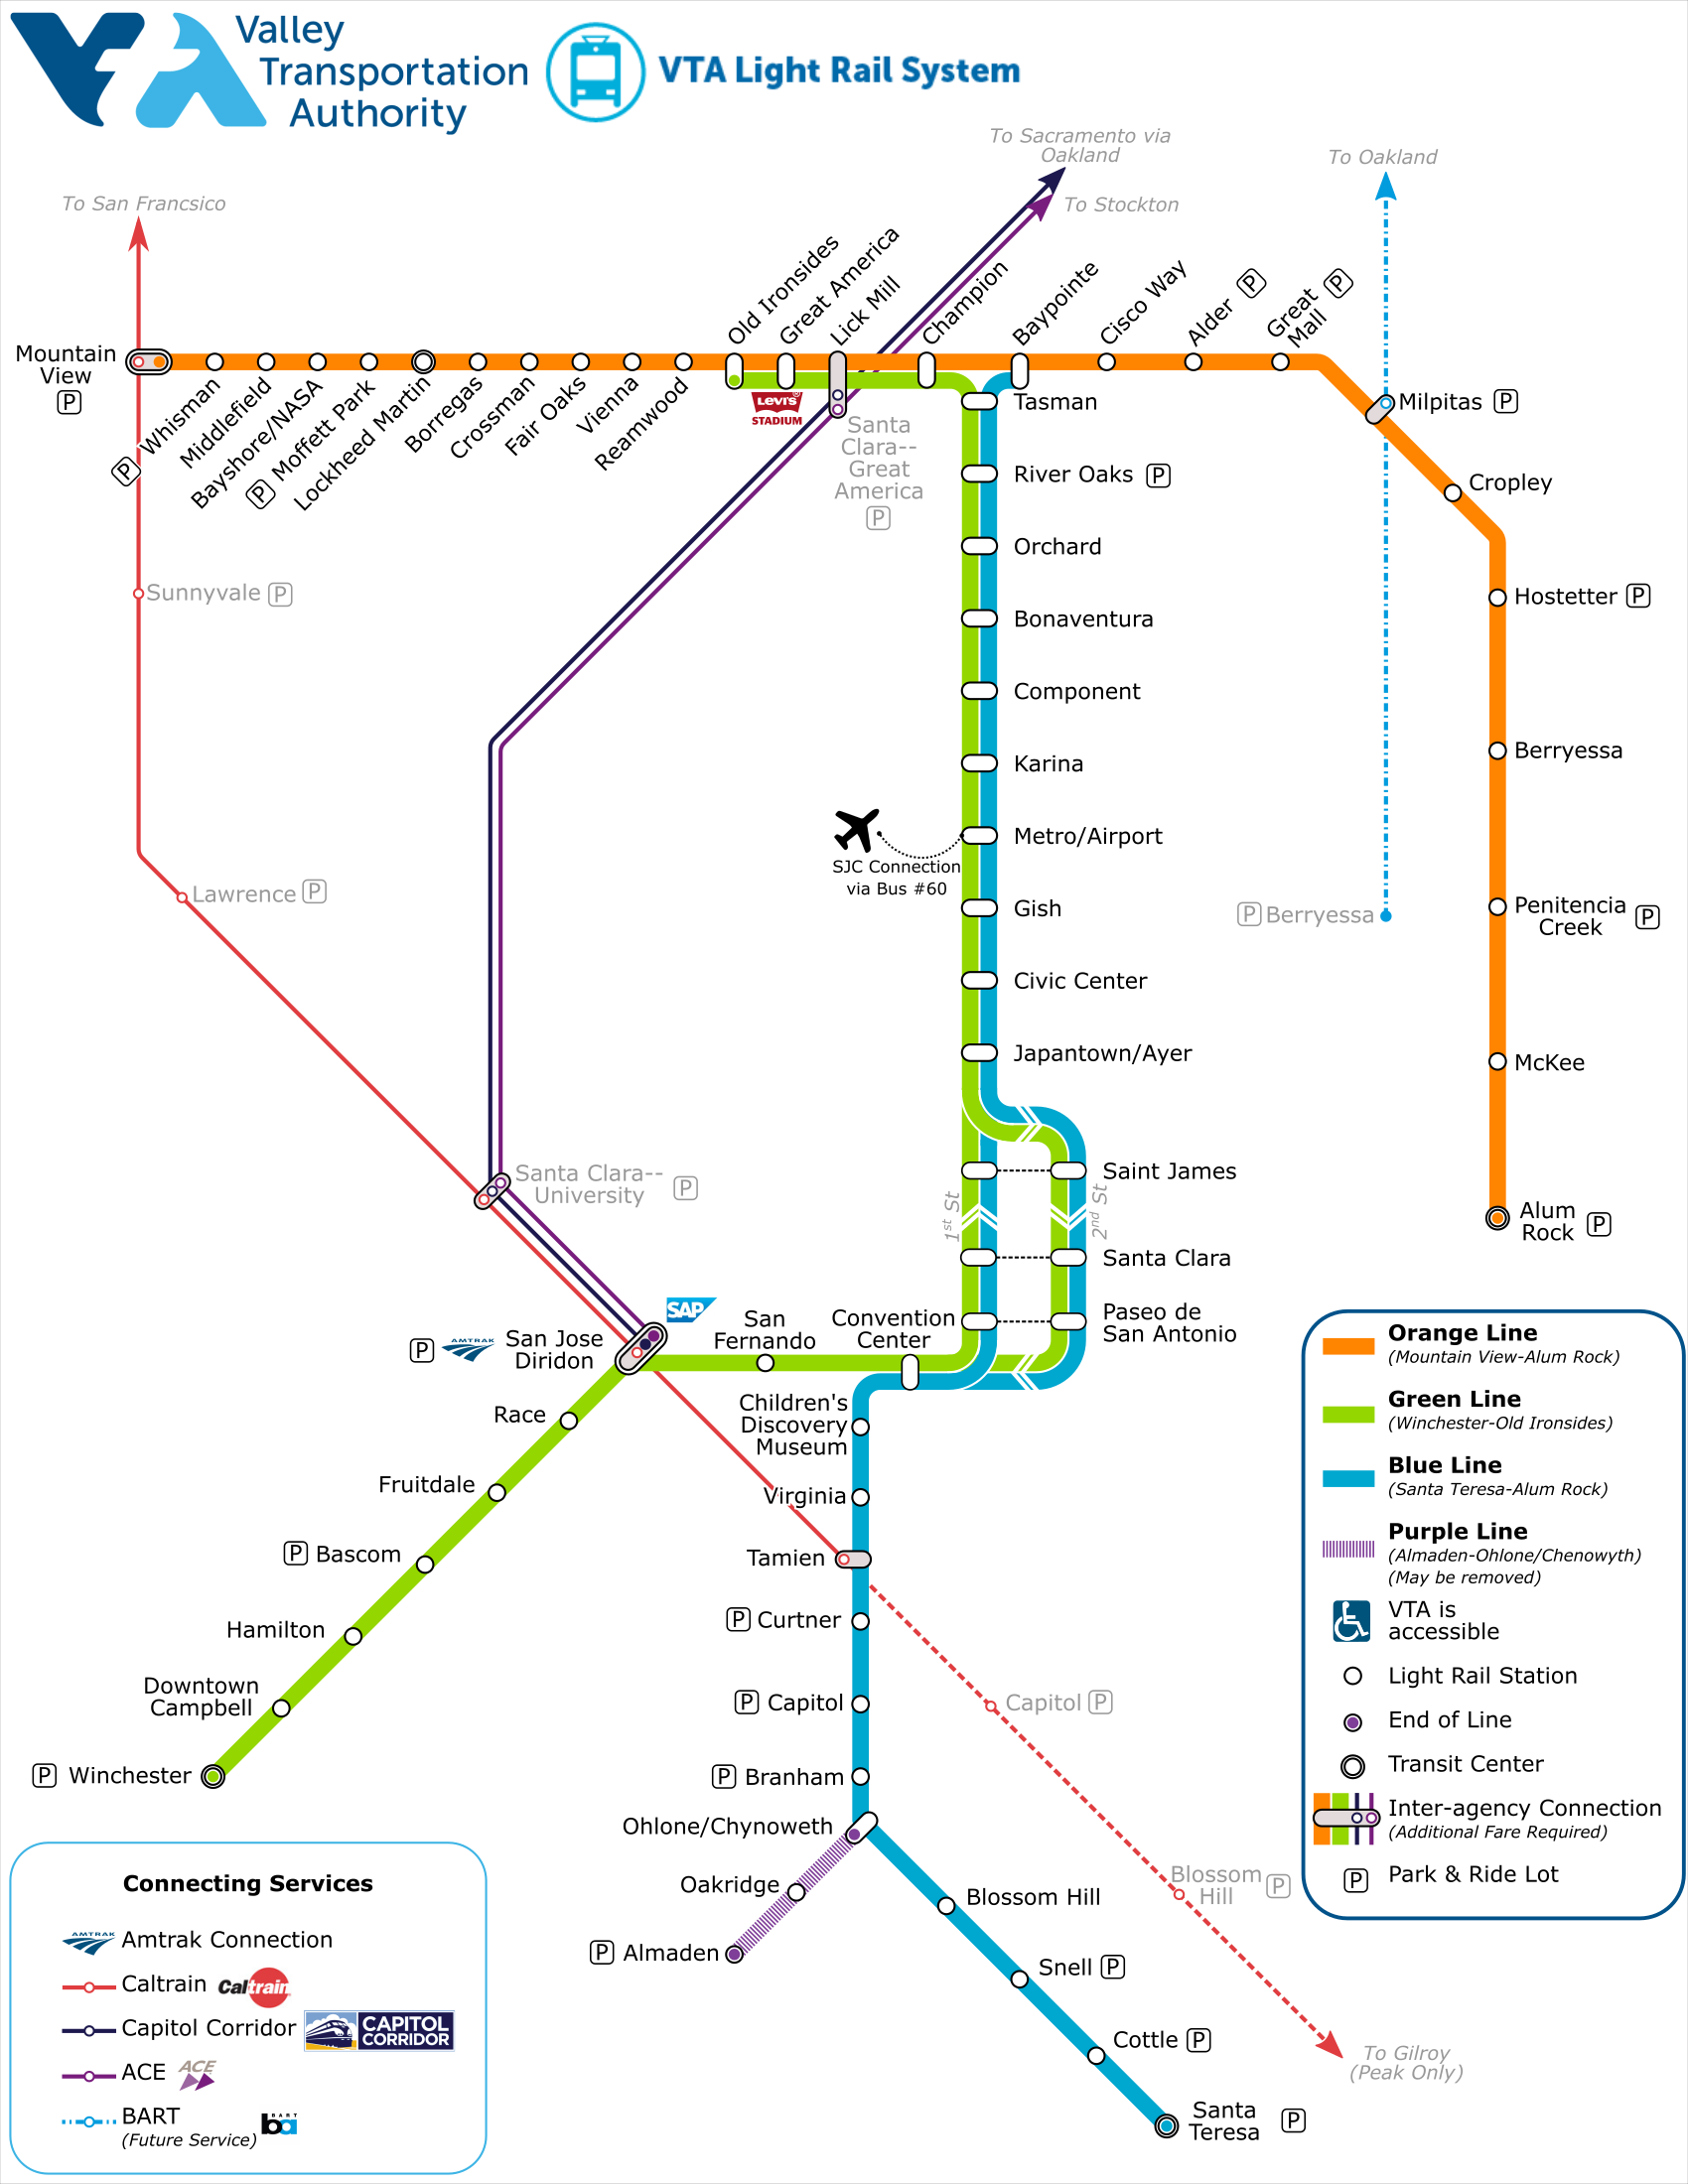 Valley
Transportation
Authority
VTA Light Rail System
To Sacramento via
Oakland
To Oakland
To San Francsico
To Stockton
Old Ironsides
Great America
Lick Mill
Champion
Baypointe
Cisco Way
Alder P
Great P
Mall
Mountain
View
P
P Whisman
Middlefield
Bayshore/NASA
P Moffett Park
Lockheed Martin
Borregas
Crossman
Fair Oaks
Vienna
Reamwood
LEVI'S
STADIUM
Santa
Clara--
Great
America
P
Tasman
Milpitas P
River Oaks P
Cropley
Orchard
Sunnyvale P
Hostetter P
Bonaventura
Component
Berryessa
Karina
Metro/Airport
SJC Connection
via Bus #60
Lawrence P
Gish
P Berryessa
Penitencia
Creek P
Civic Center
Japantown/Ayer
McKee
Santa Clara--
University P
Saint James
1st St
2nd St
Alum
Rock P
Santa Clara
SAP
P AMTRAK San Jose
Diridon
San
Fernando
Convention
Center
Paseo de
San Antonio
Race
Children's
Discovery
Museum
Fruitdale
Virginia
P Bascom
Tamien
Hamilton
P Curtner
Downtown
Campbell
P Capitol
Capitol P
P Winchester
P Branham
Ohlone/Chynoweth
Oakridge
Blossom Hill
Blossom
Hill P
P Almaden
Snell P
Cottle P
To Gilroy
(Peak Only)
Santa
Teresa P
Orange Line
(Mountain View-Alum Rock)
Green Line
(Winchester-Old Ironsides)
Blue Line
(Santa Teresa-Alum Rock)
Purple Line
(Almaden-Ohlone/Chenowyth)
(May be removed)
VTA is
accessible
Light Rail Station
End of Line
Transit Center
Inter-agency Connection
(Additional Fare Required)
P Park & Ride Lot
Connecting Services
AMTRAK Amtrak Connection
Caltrain Caltrain
Capitol Corridor CAPITOL
CORRIDOR
ACE ACE
BART BART
(Future Service) ba